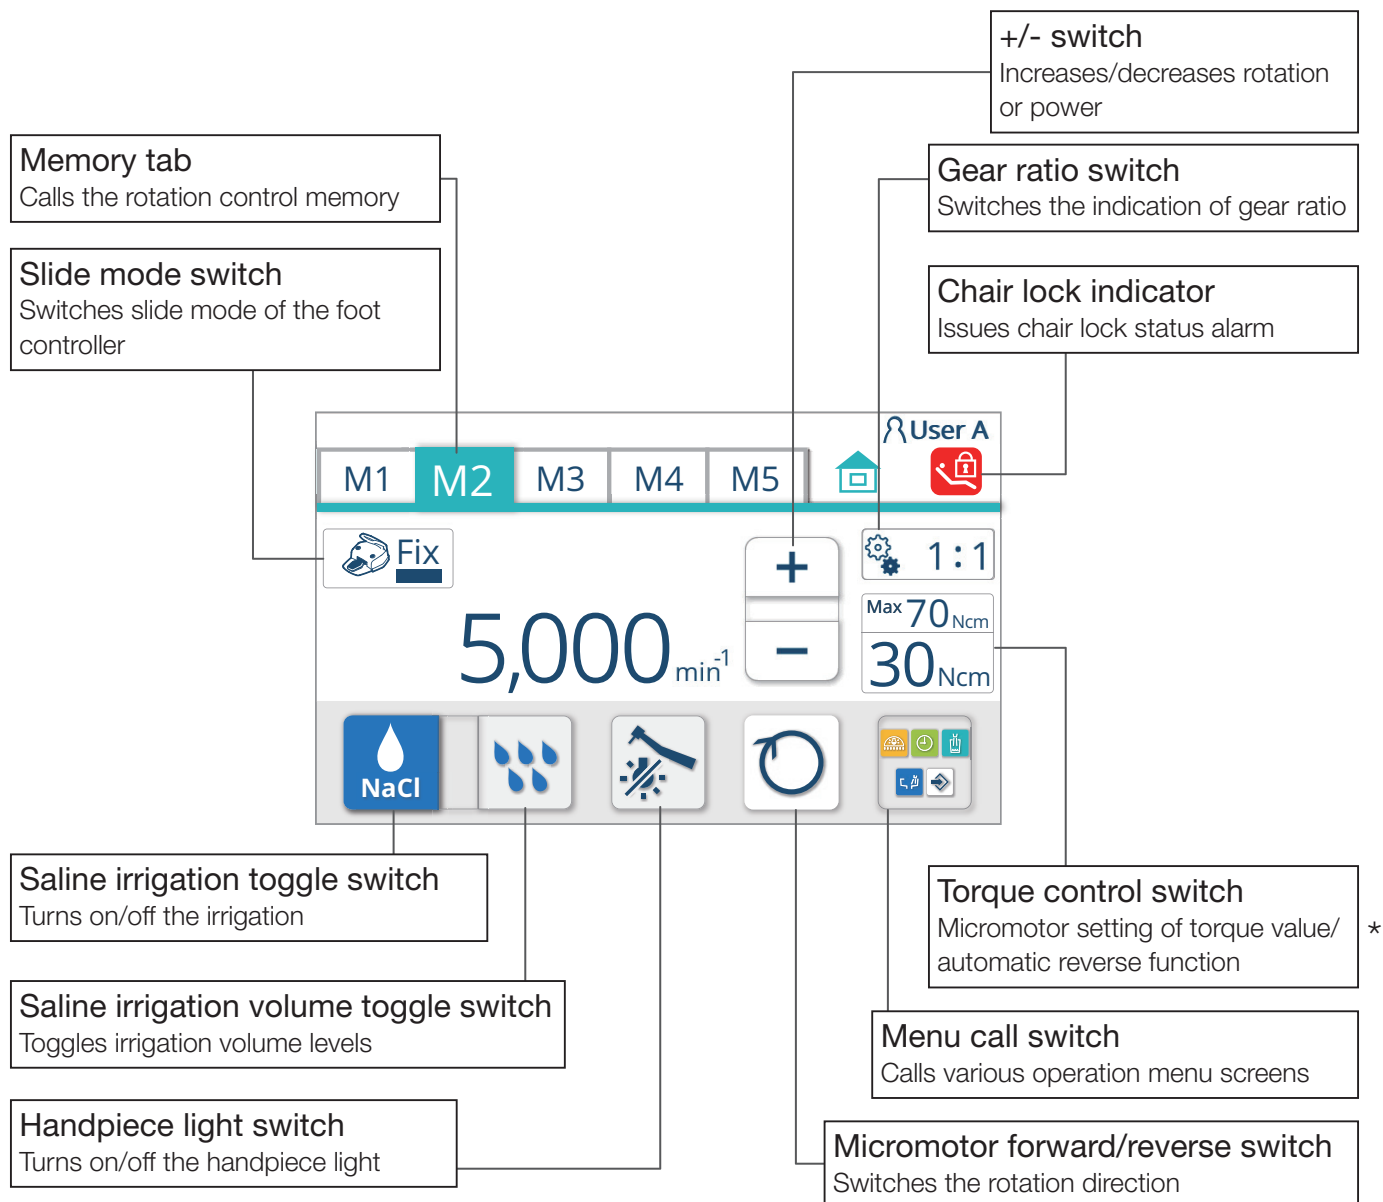 +/- switch
Increases/decreases rotation
or power
Memory tab
Calls the rotation control memory
Gear ratio switch
Switches the indication of gear ratio
Slide mode switch
Switches slide mode of the foot
controller
Chair lock indicator
Issues chair lock status alarm
User A
M1 M2 M3 M4 M5
Fix
+
1:1
Max 70 Ncm
5,000 min-1
−
30 Ncm
NaCl
Saline irrigation toggle switch
Turns on/off the irrigation
Torque control switch
Micromotor setting of torque value/ *
automatic reverse function
Saline irrigation volume toggle switch
Toggles irrigation volume levels
Menu call switch
Calls various operation menu screens
Handpiece light switch
Turns on/off the handpiece light
Micromotor forward/reverse switch
Switches the rotation direction